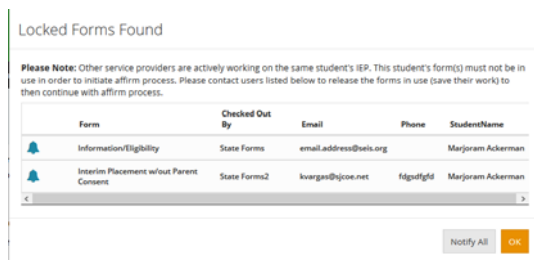 Locked Forms Found
Please Note: Other service providers are actively working on the same student's IEP. This student's form(s) must not be in
use in order to initiate affirm process. Please contact users listed below to release the forms in use (save their work) to
then continue with affirm process.
Form Checked Out By Email Phone StudentName
Information/Eligibility State Forms email.address@seis.org Marjoram Ackerman
Interim Placement w/out Parent Consent State Forms2 kvargas@sjcoe.net fdgsdfgfd Marjoram Ackerman
Notify All OK